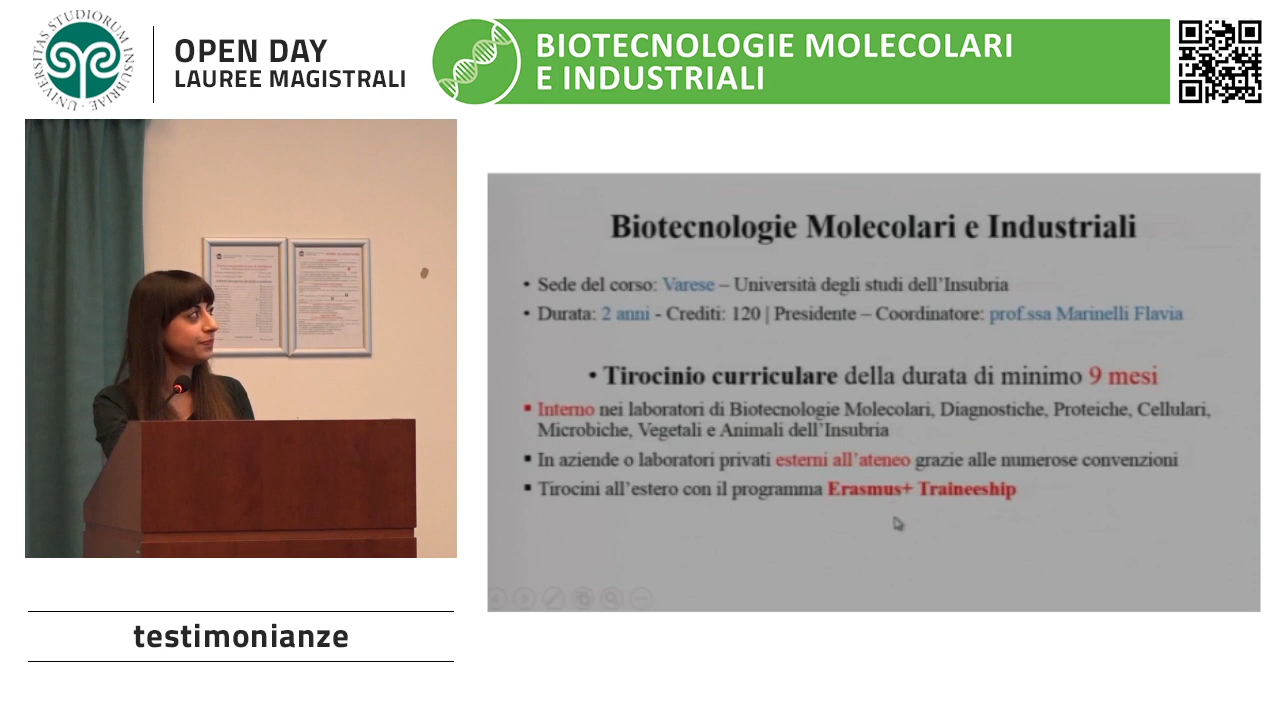 UNIVERSITAS STUDIORUM INSUBRIAE
OPEN DAY
LAUREE MAGISTRALI
BIOTECNOLOGIE MOLECOLARI
E INDUSTRIALI
Biotecnologie Molecolari e Industriali
• Sede del corso: Varese – Università degli studi dell'Insubria
• Durata: 2 anni - Crediti: 120 | Presidente – Coordinatore: prof.ssa Marinelli Flavia
• Tirocinio curriculare della durata di minimo 9 mesi
▪ Interno nei laboratori di Biotecnologie Molecolari, Diagnostiche, Proteiche, Cellulari,
Microbiche, Vegetali e Animali dell'Insubria
▪ In aziende o laboratori privati esterni all'ateneo grazie alle numerose convenzioni
▪ Tirocini all'estero con il programma Erasmus+ Traineeship
testimonianze